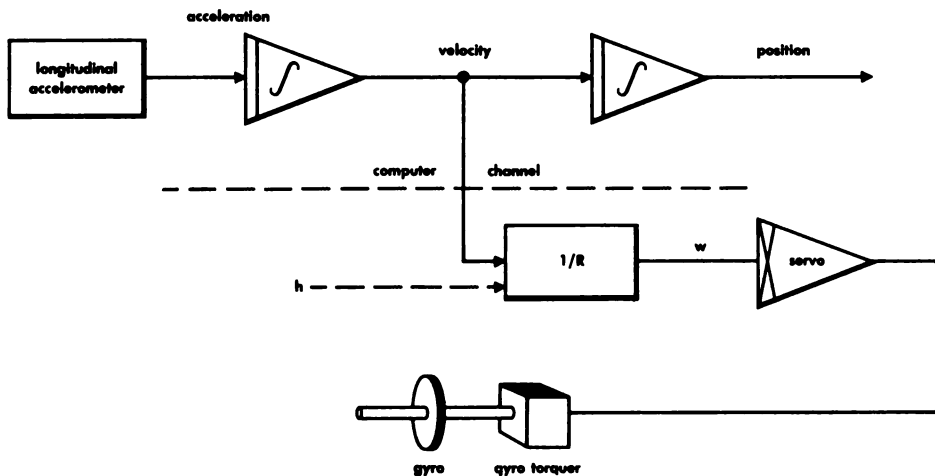 acceleration
longitudinal
accelerometer
∫
velocity
∫
position
computer channel
h
1/R
w
servo
gyro
gyro torquer